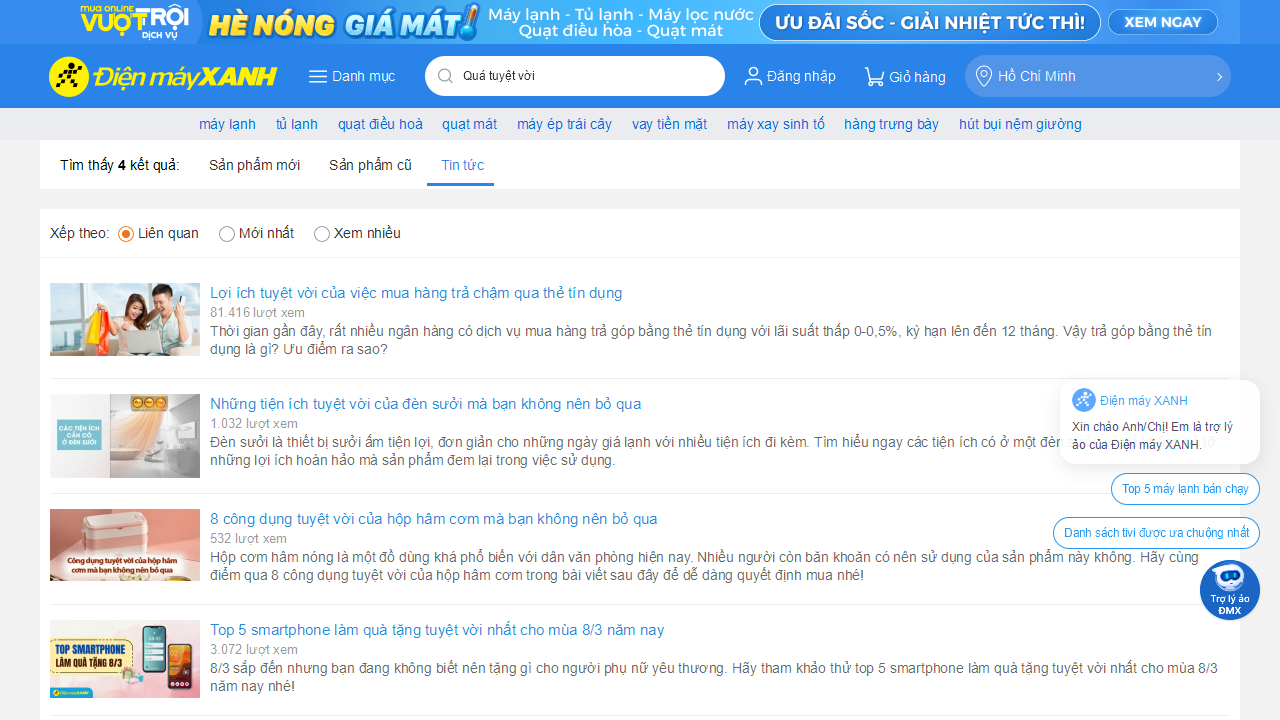 MUA ONLINE
VƯỢT TRỘI
DỊCH VỤ
HÈ NÓNG GIÁ MÁT!
Máy lạnh - Tủ lạnh - Máy lọc nước
Quạt điều hòa - Quạt mát
ƯU ĐÃI SỐC - GIẢI NHIỆT TỨC THÌ!
XEM NGAY
Điện máy XANH
Danh mục
Quá tuyệt vời
Đăng nhập
Giỏ hàng
Hồ Chí Minh
máy lạnh tủ lạnh quạt điều hoà quạt mát máy ép trái cây vay tiền mặt máy xay sinh tố hàng trưng bày hút bụi nệm giường
Tìm thấy 4 kết quả: Sản phẩm mới Sản phẩm cũ Tin tức
Xếp theo: Liên quan Mới nhất Xem nhiều
Lợi ích tuyệt vời của việc mua hàng trả chậm qua thẻ tín dụng
81.416 lượt xem
Thời gian gần đây, rất nhiều ngân hàng có dịch vụ mua hàng trả góp bằng thẻ tín dụng với lãi suất thấp 0-0,5%, kỳ hạn lên đến 12 tháng. Vậy trả góp bằng thẻ tín
dụng là gì? Ưu điểm ra sao?
CÁC TIỆN ÍCH
CẦN CÓ
Ở ĐÈN SƯỞI
Những tiện ích tuyệt vời của đèn sưởi mà bạn không nên bỏ qua
1.032 lượt xem
Đèn sưởi là thiết bị sưởi ấm tiện lợi, đơn giản cho những ngày giá lạnh với nhiều tiện ích đi kèm. Tìm hiểu ngay các tiện ích có ở một đèn
những lợi ích hoàn hảo mà sản phẩm đem lại trong việc sử dụng.
Điện máy XANH
Xin chào Anh/Chị! Em là trợ lý
ảo của Điện máy XANH.
Top 5 máy lạnh bán chạy
Danh sách tivi được ưa chuộng nhất
Trợ lý ảo
ĐMX
Công dụng tuyệt vời của hộp hâm
cơm mà bạn không nên bỏ qua
8 công dụng tuyệt vời của hộp hâm cơm mà bạn không nên bỏ qua
532 lượt xem
Hộp cơm hâm nóng là một đồ dùng khá phổ biến với dân văn phòng hiện nay. Nhiều người còn băn khoăn có nên sử dụng của sản phẩm này không. Hãy cùng
điểm qua 8 công dụng tuyệt vời của hộp hâm cơm trong bài viết sau đây để dễ dàng quyết định mua nhé!
TOP SMARTPHONE
LÀM QUÀ TẶNG 8/3
Điện máy XANH
Top 5 smartphone làm quà tặng tuyệt vời nhất cho mùa 8/3 năm nay
3.072 lượt xem
8/3 sắp đến nhưng bạn đang không biết nên tặng gì cho người phụ nữ yêu thương. Hãy tham khảo thử top 5 smartphone làm quà tặng tuyệt vời nhất cho mùa 8/3
năm nay nhé!